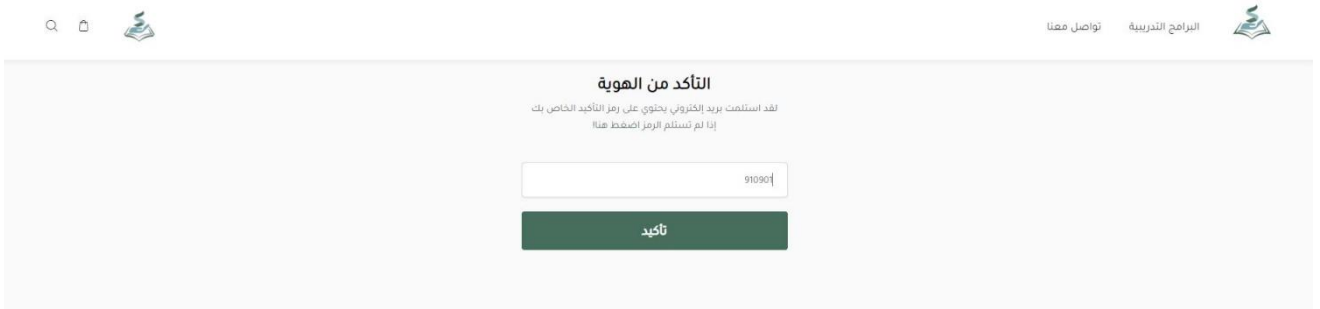 البرامج التدريبية
تواصل معنا
التأكد من الهوية
لقد استلمت بريد إلكتروني يحتوي على رمز التأكيد الخاص بك
إذا لم تستلم الرمز اضغط هنا!
910901
تأكيد